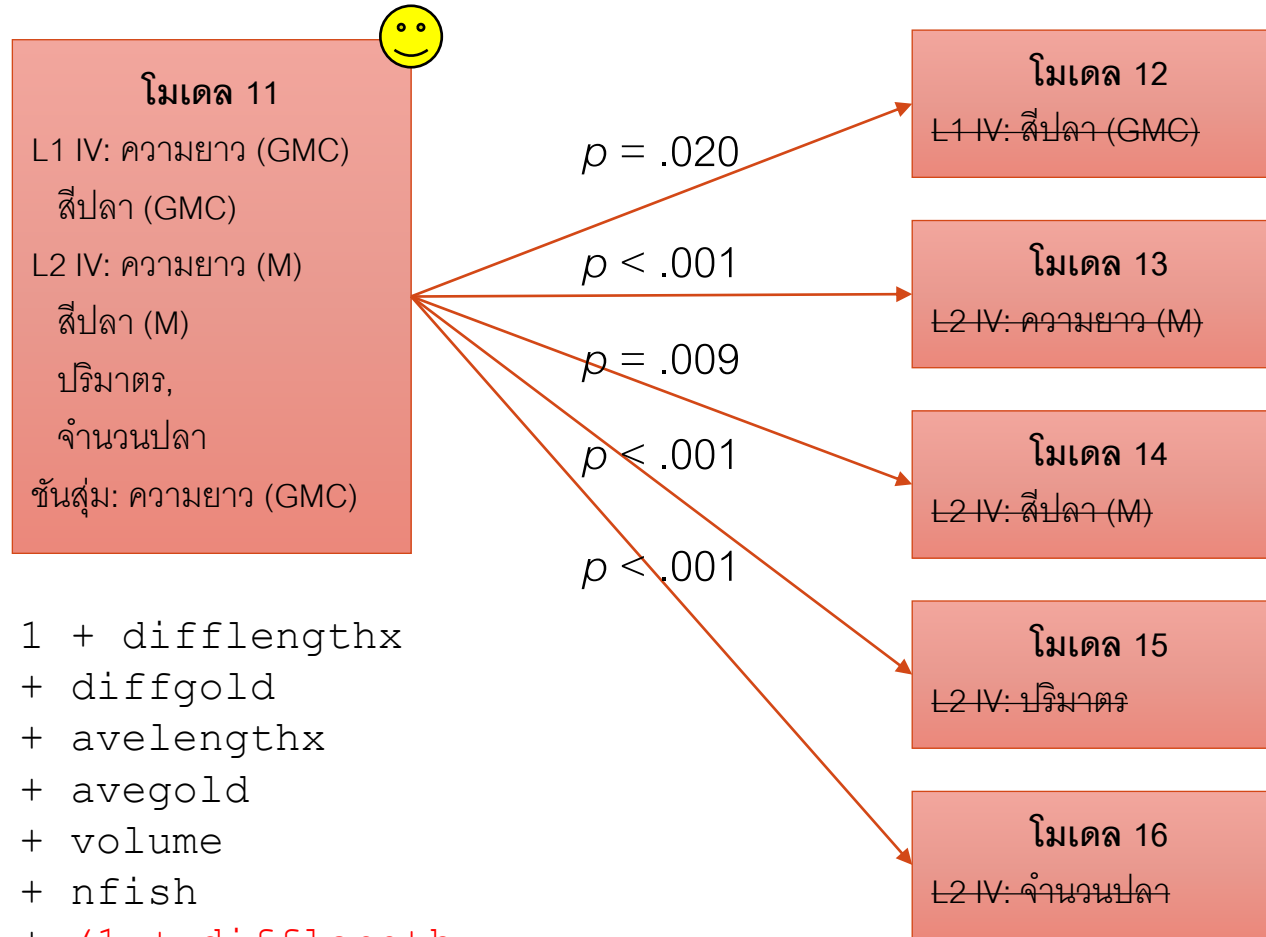 โมเดล 11
L1 IV: ความยาว (GMC)
สีปลา (GMC)
L2 IV: ความยาว (M)
สีปลา (M)
ปริมาตร,
จำนวนปลา
ชันสุ่ม: ความยาว (GMC)
1 + difflengthx
+ diffgold
+ avelengthx
+ avegold
+ volume
+ nfish
p = .020
p < .001
p = .009
p < .001
p < .001
โมเดล 12
L1 IV: สีปลา (GMC)
โมเดล 13
L2 IV: ความยาว (M)
โมเดล 14
L2 IV: สีปลา (M)
โมเดล 15
L2 IV: ปริมาตร
โมเดล 16
L2 IV: จำนวนปลา